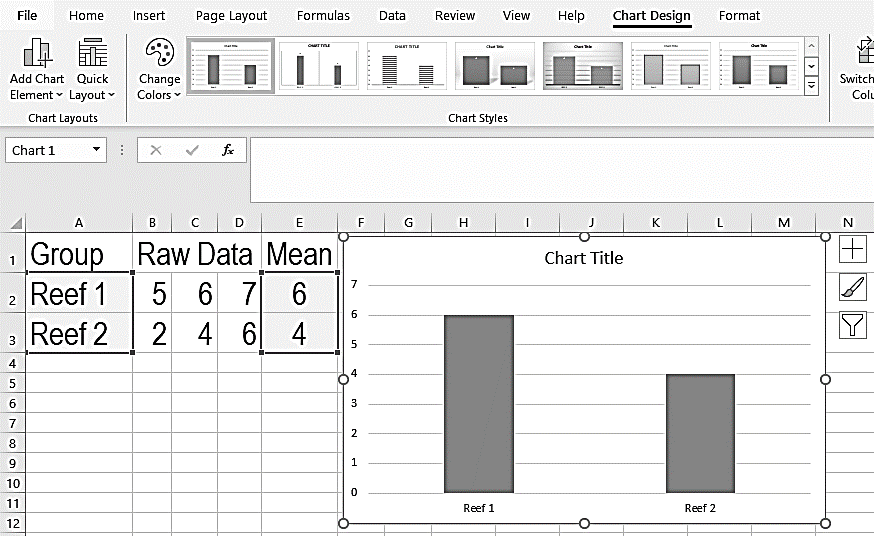 File Home Insert Page Layout Formulas Data Review View Help Chart Design Format
Add Chart Element
Quick Layout
Change Colors
Switch
Colu
Chart Layouts
Chart Styles
Chart 1
fx
A B C D E F G H I J K L M N
1 Group Raw Data Mean
2 Reef 1 5 6 7 6
3 Reef 2 2 4 6 4
4
5
6
7
8
9
10
11
12
Chart Title
7
6
5
4
3
2
1
0
Reef 1 Reef 2